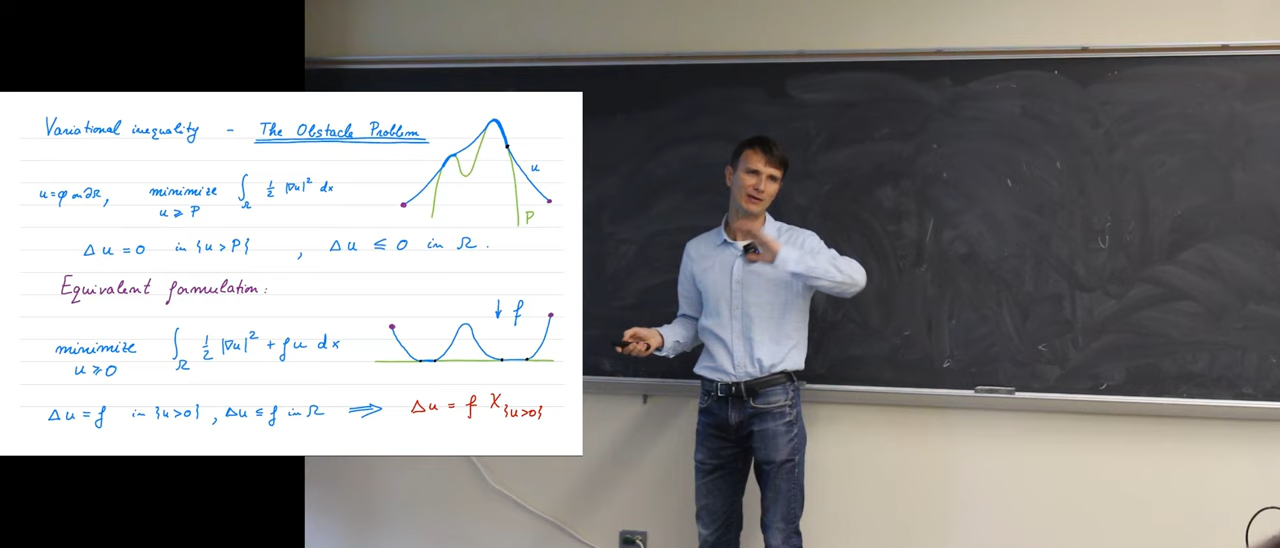 Variational inequality - The Obstacle Problem
u = φ on ∂Ω, minimize ∫_Ω ½ |∇u|² dx
u ≥ P
u
P
Δu = 0 in {u > P} , Δu ≤ 0 in Ω.
Equivalent formulation:
↓ f
minimize ∫_Ω ½ |∇u|² + f u dx
u ≥ 0
Δu = f in {u>0}, Δu ≤ f in Ω ⟹ Δu = f χ_{u>0}